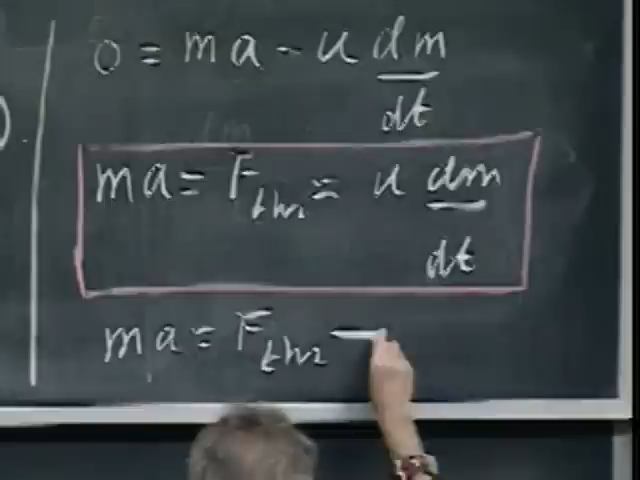 0 = ma - u dm/dt
ma = F_thr = u dm/dt
ma = F_thr -